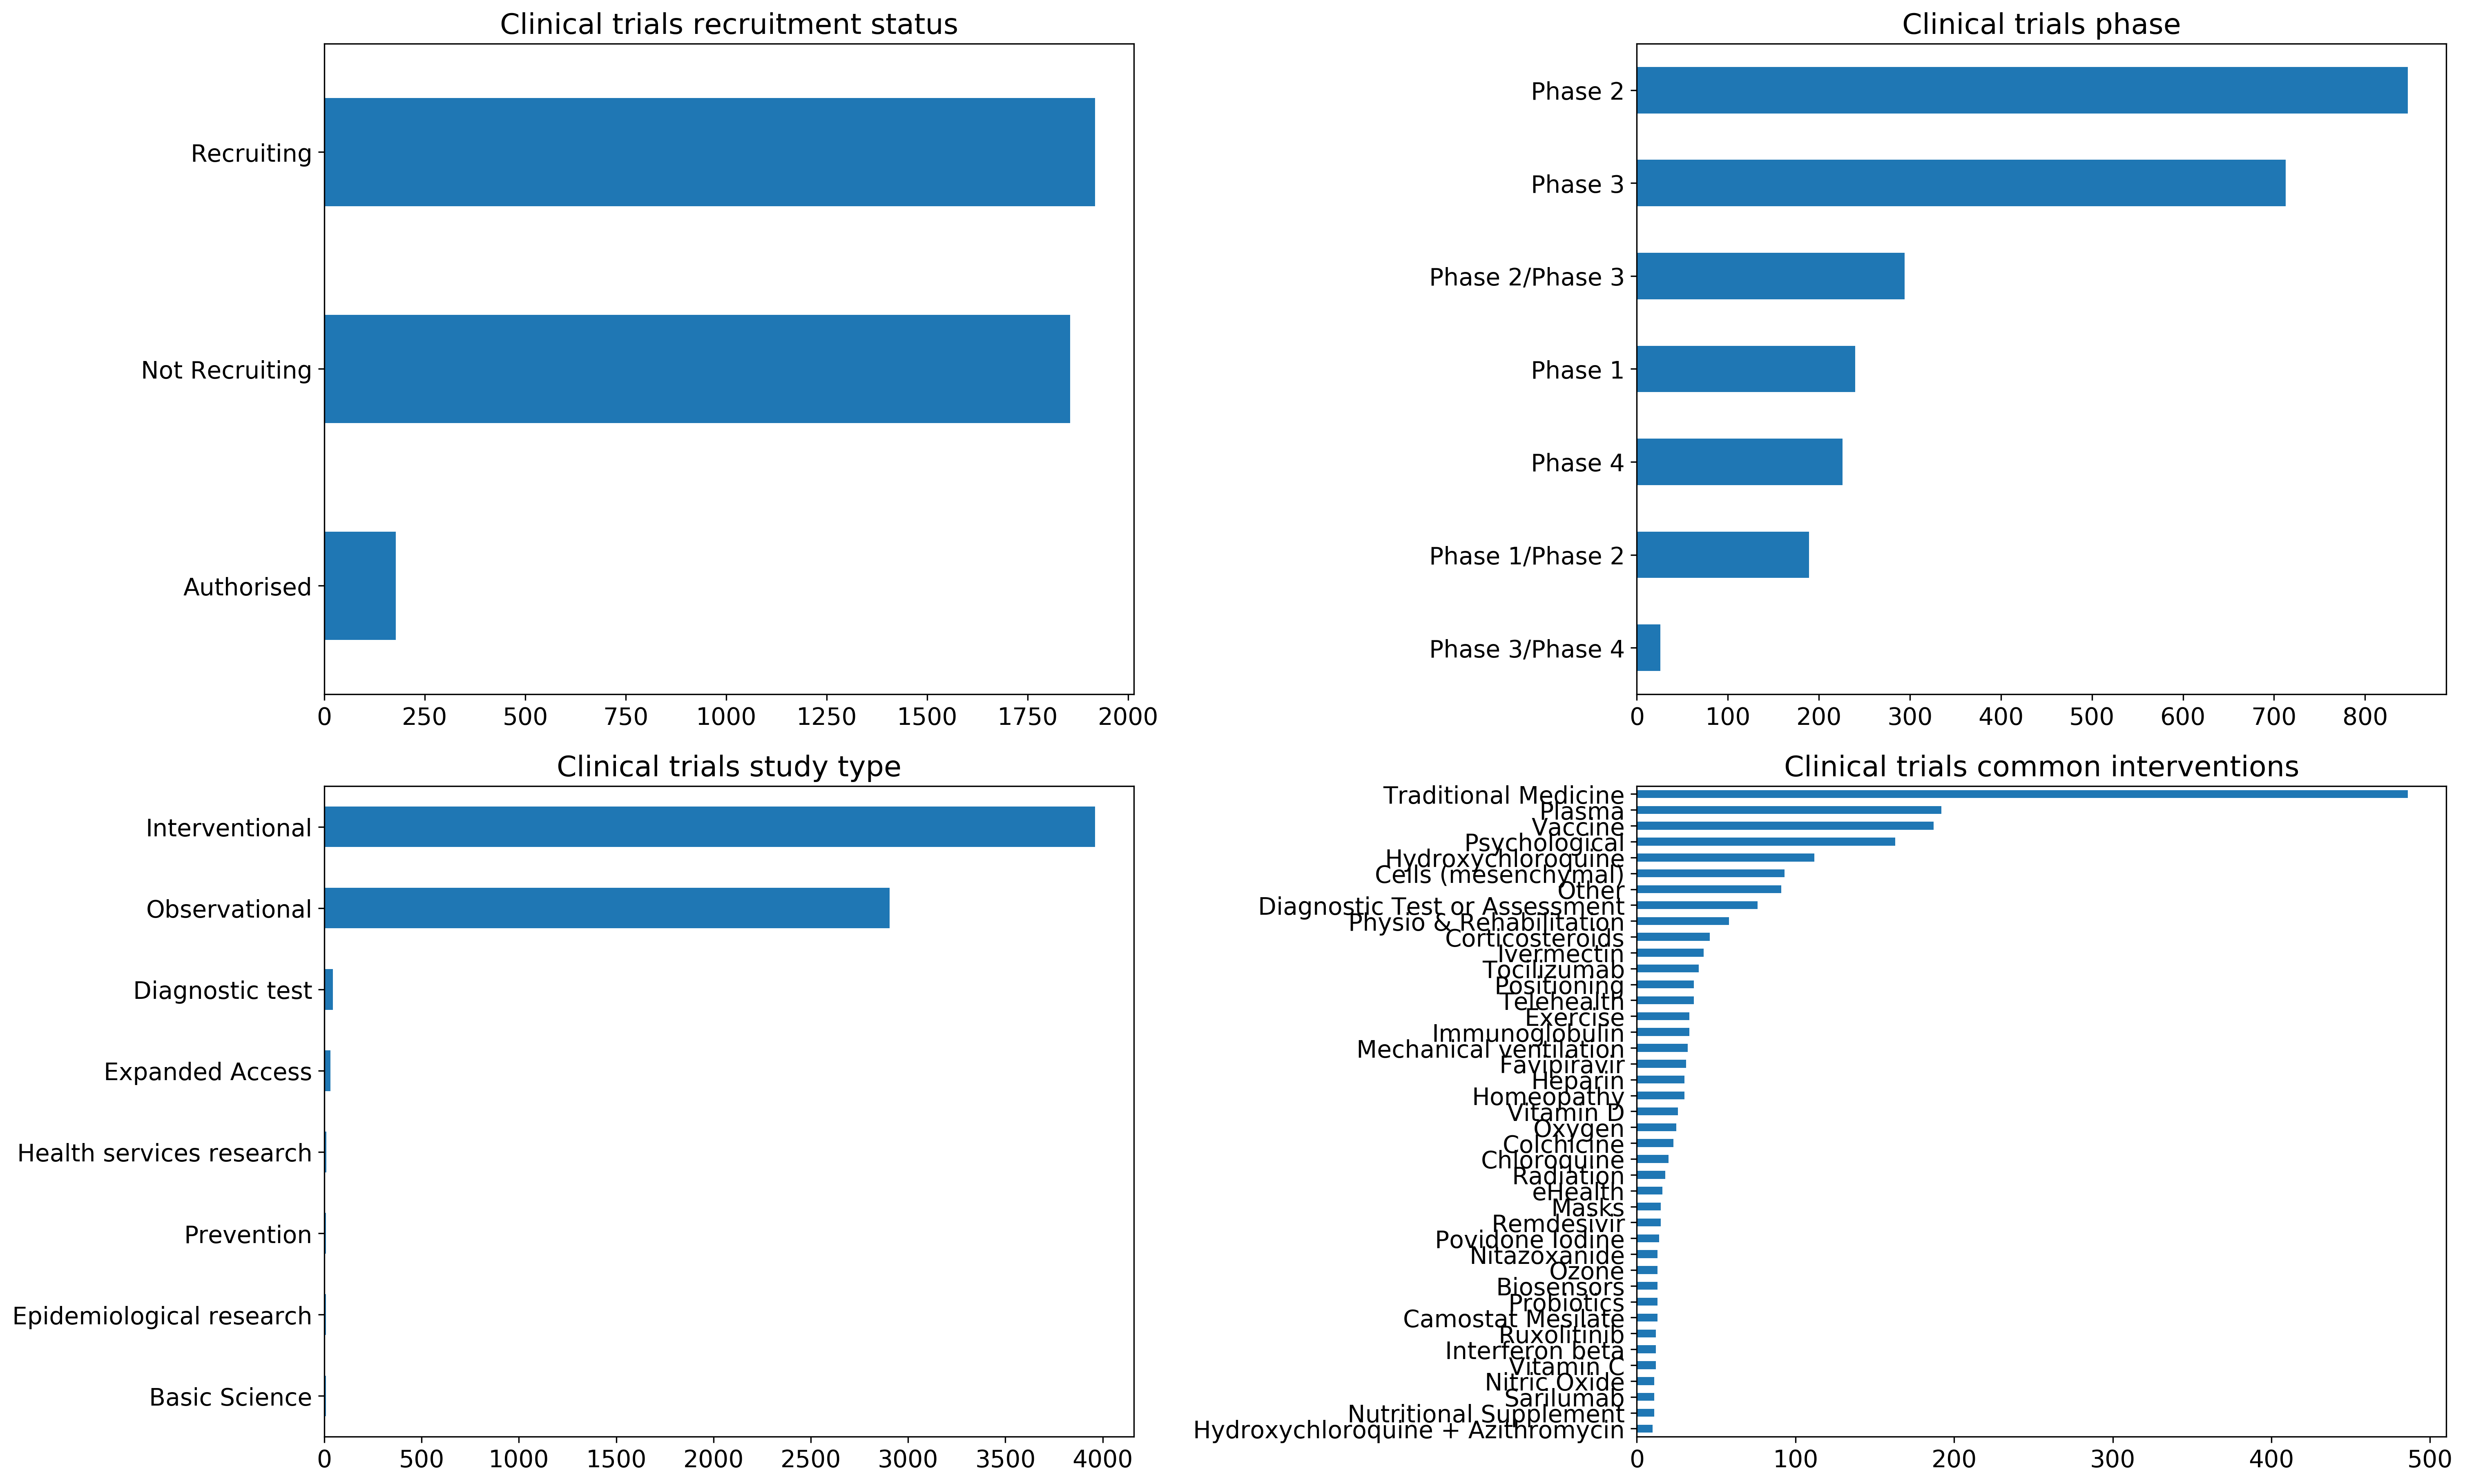 Clinical trials recruitment status
Recruiting
Not Recruiting
Authorised
0 250 500 750 1000 1250 1500 1750 2000
Clinical trials phase
Phase 2
Phase 3
Phase 2/Phase 3
Phase 1
Phase 4
Phase 1/Phase 2
Phase 3/Phase 4
0 100 200 300 400 500 600 700 800
Clinical trials study type
Interventional
Observational
Diagnostic test
Expanded Access
Health services research
Prevention
Epidemiological research
Basic Science
0 500 1000 1500 2000 2500 3000 3500 4000
Clinical trials common interventions
Traditional Medicine
Plasma
Vaccine
Psychological
Hydroxychloroquine
Cells (mesenchymal)
Other
Diagnostic Test or Assessment
Physio & Rehabilitation
Corticosteroids
Ivermectin
Tocilizumab
Positioning
Telehealth
Exercise
Immunoglobulin
Mechanical ventilation
Favipiravir
Heparin
Homeopathy
Vitamin D
Oxygen
Colchicine
Chloroquine
Radiation
eHealth
Masks
Remdesivir
Povidone Iodine
Nitazoxanide
Ozone
Biosensors
Probiotics
Camostat Mesilate
Ruxolitinib
Interferon beta
Vitamin C
Nitric Oxide
Sarilumab
Nutritional Supplement
Hydroxychloroquine + Azithromycin
0 100 200 300 400 500